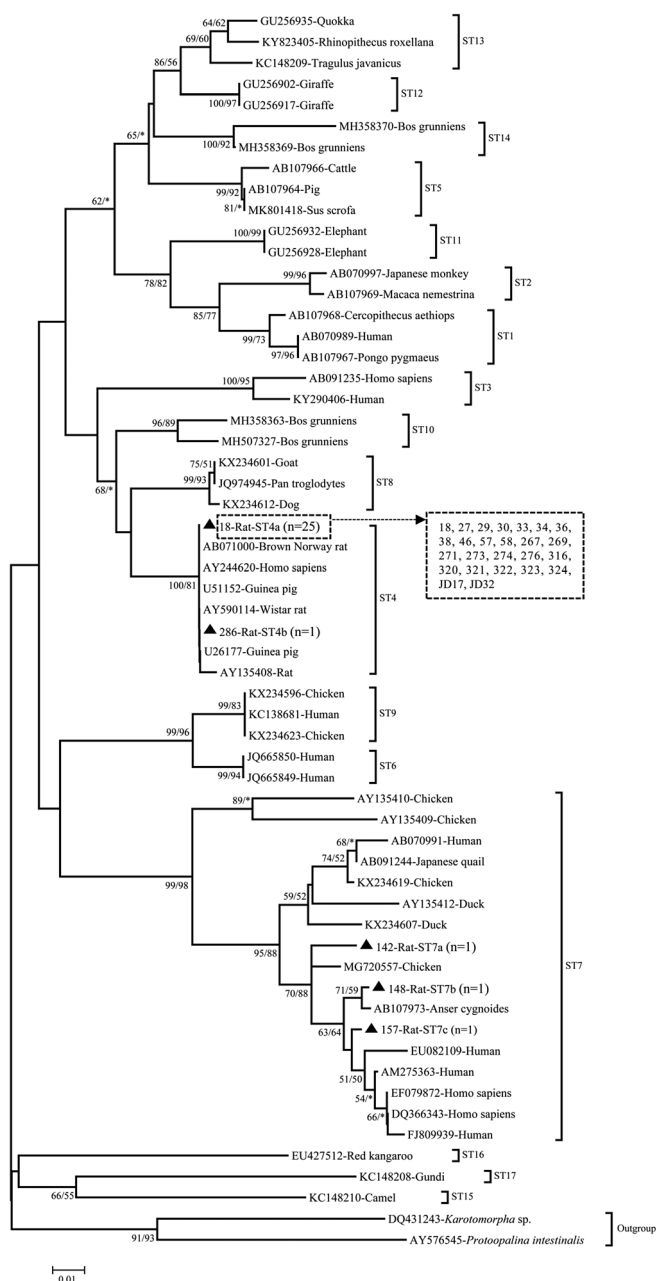 GU256935-Quokka
64/62
KY823405-Rhinopithecus roxellana
ST13
69/60
KC148209-Tragulus javanicus
86/56
GU256902-Giraffe
ST12
100/97
GU256917-Giraffe
MH358370-Bos grunniens
ST14
65/*
100/92
MH358369-Bos grunniens
AB107966-Cattle
99/92
AB107964-Pig
ST5
81/*
MK801418-Sus scrofa
62/*
100/99
GU256932-Elephant
ST11
GU256928-Elephant
78/82
99/96
AB070997-Japanese monkey
ST2
AB107969-Macaca nemestrina
85/77
AB107968-Cercopithecus aethiops
99/73
AB070989-Human
ST1
97/96
AB107967-Pongo pygmaeus
100/95
AB091235-Homo sapiens
ST3
KY290406-Human
96/89
MH358363-Bos grunniens
ST10
MH507327-Bos grunniens
68/*
75/51
KX234601-Goat
99/93
JQ974945-Pan troglodytes
ST8
KX234612-Dog
18-Rat-ST4a (n=25)
18, 27, 29, 30, 33, 34, 36,
38, 46, 57, 58, 267, 269,
271, 273, 274, 276, 316,
320, 321, 322, 323, 324,
JD17, JD32
AB071000-Brown Norway rat
AY244620-Homo sapiens
100/81
U51152-Guinea pig
ST4
AY590114-Wistar rat
286-Rat-ST4b (n=1)
U26177-Guinea pig
AY135408-Rat
KX234596-Chicken
99/83
KC138681-Human
ST9
99/96
KX234623-Chicken
JQ665850-Human
ST6
99/94
JQ665849-Human
89/*
AY135410-Chicken
AY135409-Chicken
68/*
AB070991-Human
74/52
AB091244-Japanese quail
99/98
KX234619-Chicken
59/52
AY135412-Duck
KX234607-Duck
95/88
142-Rat-ST7a (n=1)
ST7
MG720557-Chicken
70/88
71/59
148-Rat-ST7b (n=1)
AB107973-Anser cygnoides
63/64
157-Rat-ST7c (n=1)
EU082109-Human
51/50
AM275363-Human
54/*
EF079872-Homo sapiens
66/*
DQ366343-Homo sapiens
FJ809939-Human
EU427512-Red kangaroo
ST16
KC148208-Gundi
ST17
66/55
KC148210-Camel
ST15
DQ431243-Karotomorpha sp.
Outgroup
91/93
AY576545-Protoopalina intestinalis
0.01